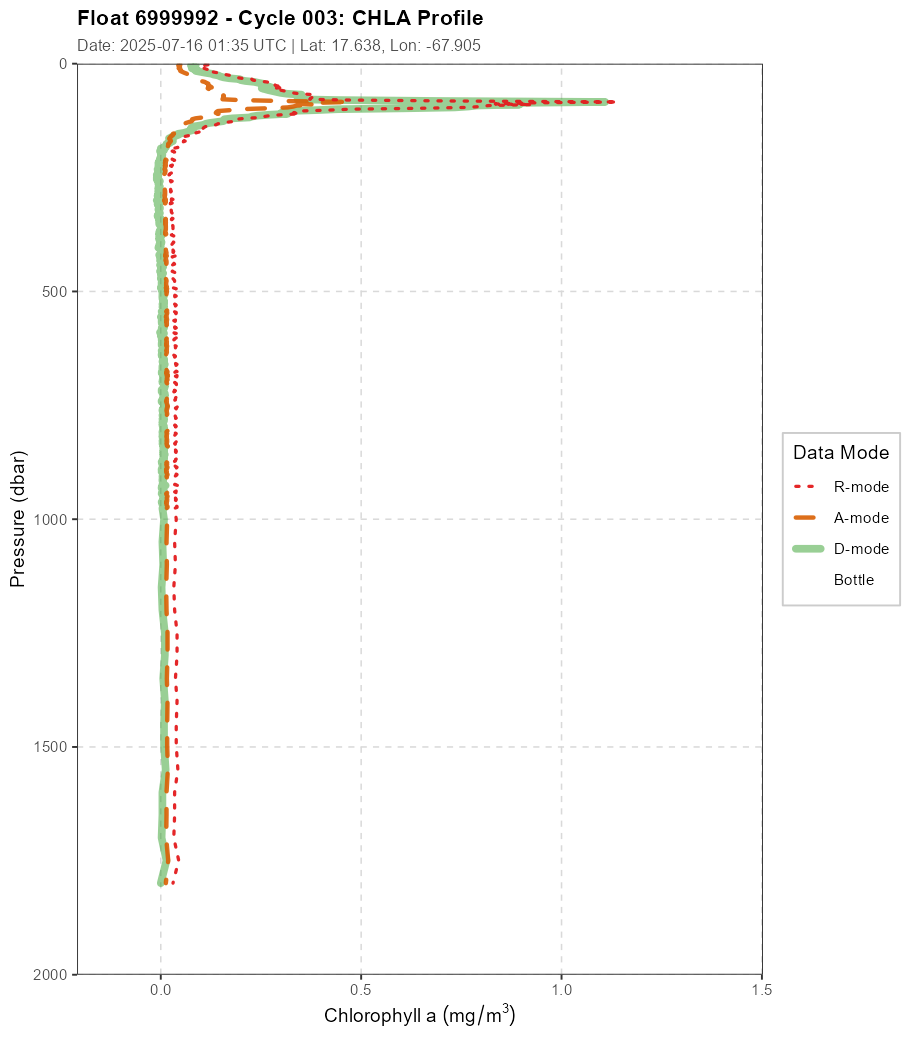 Float 6999992 - Cycle 003: CHLA Profile
Date: 2025-07-16 01:35 UTC | Lat: 17.638, Lon: -67.905
0
500
1000
1500
2000
Pressure (dbar)
0.0
0.5
1.0
1.5
Chlorophyll a (mg/m³)
Data Mode
R-mode
A-mode
D-mode
Bottle